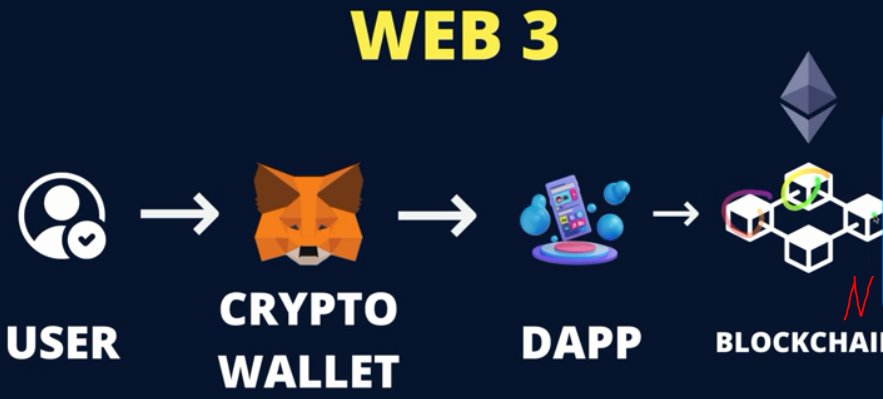 WEB 3
USER
CRYPTO
WALLET
DAPP
BLOCKCHAI
N